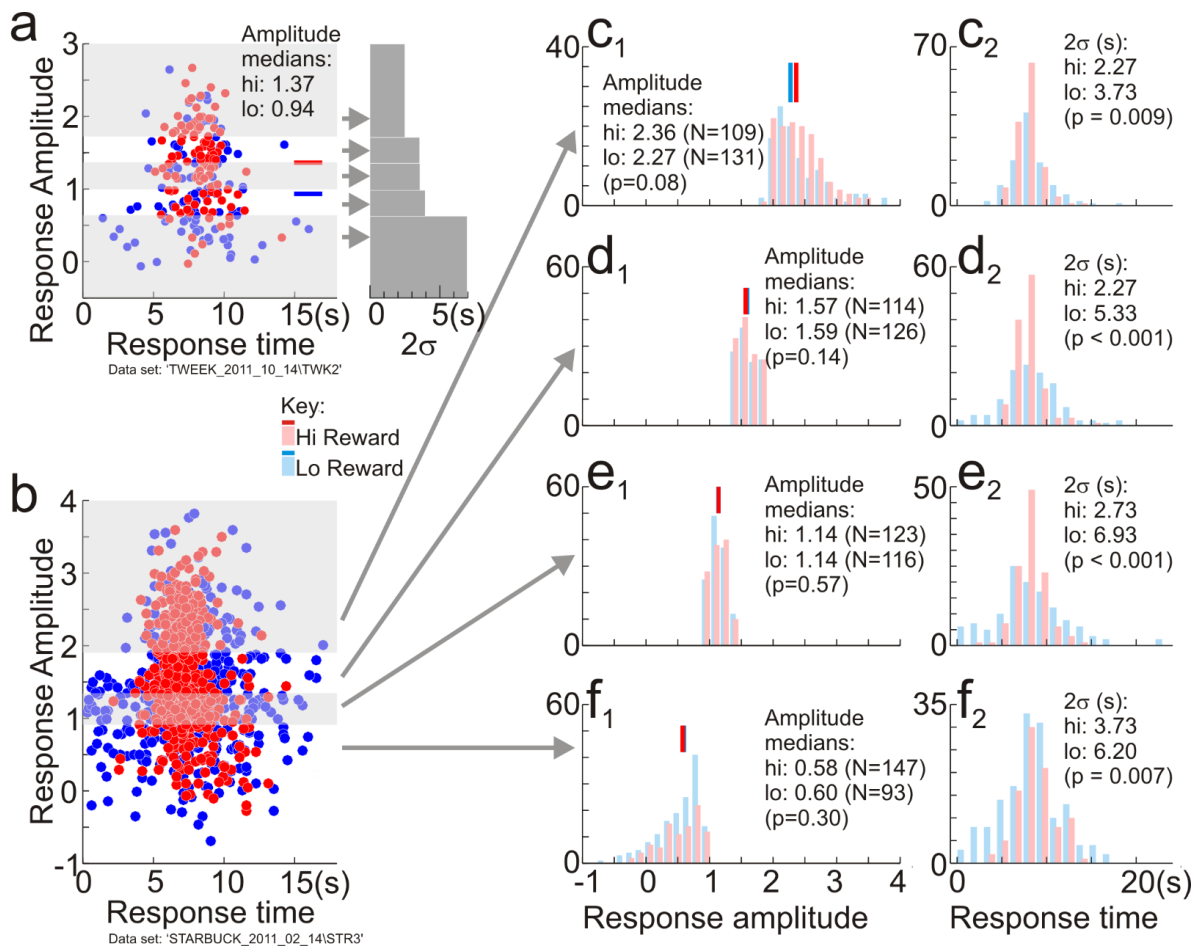 a
Amplitude
medians:
hi: 1.37
lo: 0.94
3
2
1
0
Response Amplitude
0 5 10 15(s)
Response time
0 5(s)
2σ
Data set: 'TWEEK_2011_10_14\TWK2'
Key:
Hi Reward
Lo Reward
b
4
3
2
1
0
-1
Response Amplitude
0 5 10 15(s)
Response time
Data set: 'STARBUCK_2011_02_14\STR3'
c1
40
0
Amplitude
medians:
hi: 2.36 (N=109)
lo: 2.27 (N=131)
(p=0.08)
c2
70
0
2σ (s):
hi: 2.27
lo: 3.73
(p = 0.009)
d1
60
0
Amplitude
medians:
hi: 1.57 (N=114)
lo: 1.59 (N=126)
(p=0.14)
d2
60
0
2σ (s):
hi: 2.27
lo: 5.33
(p < 0.001)
e1
60
0
Amplitude
medians:
hi: 1.14 (N=123)
lo: 1.14 (N=116)
(p=0.57)
e2
50
0
2σ (s):
hi: 2.73
lo: 6.93
(p < 0.001)
f1
60
0
Amplitude
medians:
hi: 0.58 (N=147)
lo: 0.60 (N=93)
(p=0.30)
-1 0 1 2 3 4
Response amplitude
f2
35
0
2σ (s):
hi: 3.73
lo: 6.20
(p = 0.007)
0 20(s)
Response time